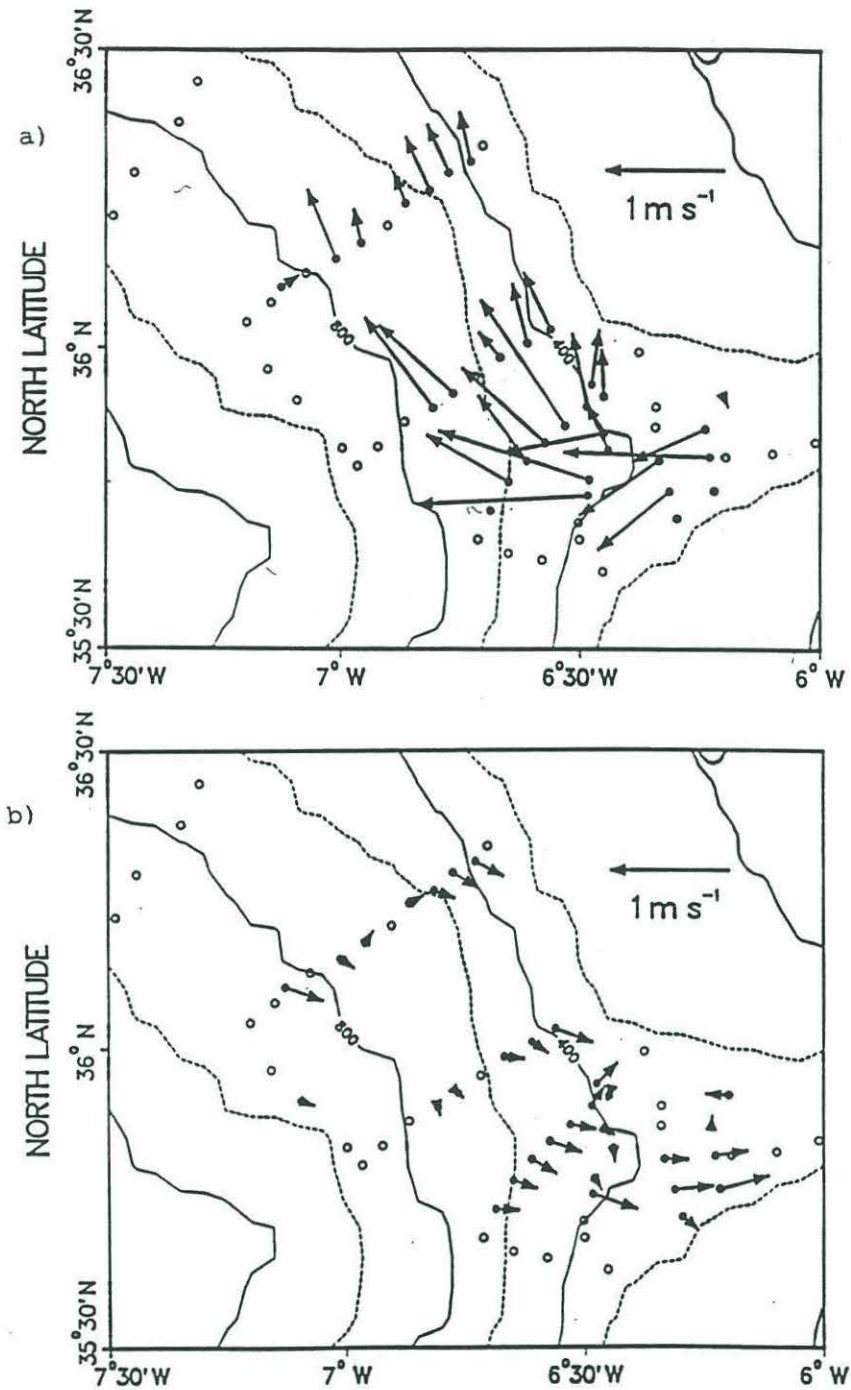 a)
36°30'N
1 m s⁻¹
NORTH LATITUDE
36° N
800
400
35°30'N
7°30'W
7° W
6°30'W
6° W
b)
36°30'N
1 m s⁻¹
NORTH LATITUDE
36° N
800
400
35°30'N
7°30'W
7° W
6°30'W
6° W